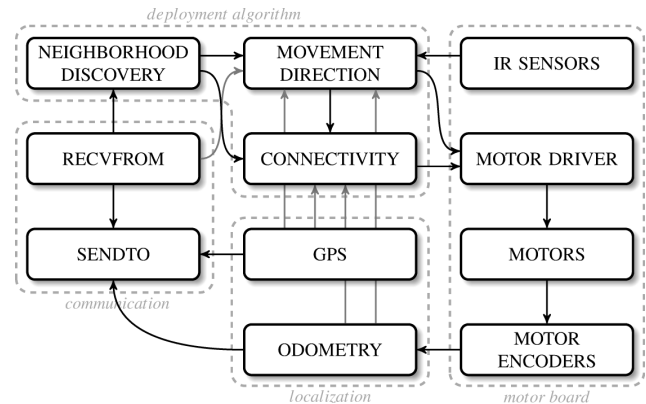 deployment algorithm
NEIGHBORHOOD
DISCOVERY
MOVEMENT
DIRECTION
IR SENSORS
RECVFROM
CONNECTIVITY
MOTOR DRIVER
SENDTO
GPS
MOTORS
communication
ODOMETRY
MOTOR
ENCODERS
localization
motor board